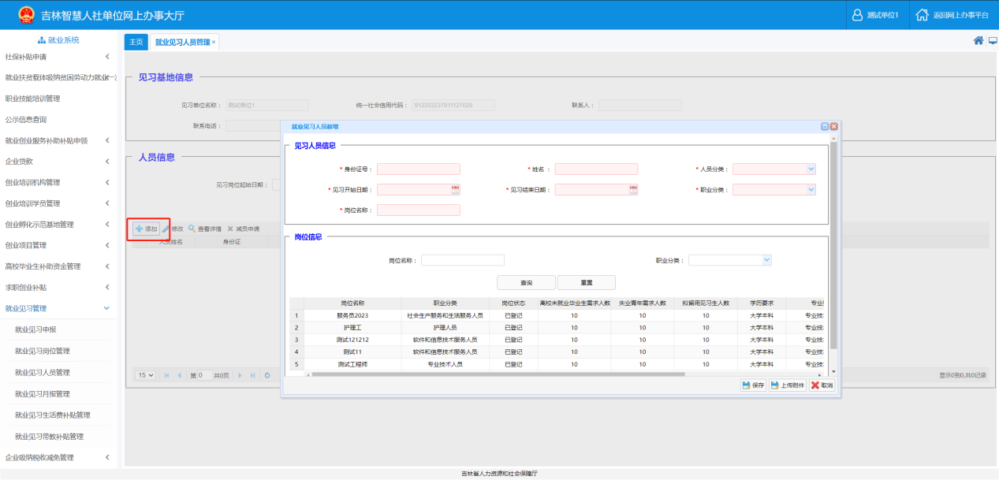 吉林智慧人社单位网上办事大厅
测试单位1
返回网上办事平台
就业系统
社保补贴申请
就业扶贫载体吸纳贫困劳动力就业一次
职业技能培训管理
公示信息查询
就业创业服务补助补贴申领
企业贷款
创业培训机构管理
创业培训学员管理
创业孵化示范基地管理
创业项目管理
高校毕业生补助资金管理
求职创业补贴
就业见习管理
就业见习申报
就业见习岗位管理
就业见习人员管理
就业见习月报管理
就业见习生活费补贴管理
就业见习带教补贴管理
企业吸纳税收减免管理
主页 就业见习人员管理 ×
见习基地信息
见习单位名称： 测试单位1 统一社会信用代码： 912203237911127028 联系人：
联系电话：
人员信息
见习岗位起始日期：
添加 修改 查看详情 减员申请
人员姓名 身份证
15 第 0 共0页
显示0到0,共0记录
就业见习人员新增
见习人员信息
* 身份证号： * 姓名 ： * 人员分类：
* 见习开始日期： * 见习结束日期： * 职业分类：
* 岗位名称：
岗位信息
岗位名称： 职业分类：
查询 重置
岗位名称 职业分类 岗位状态 离校未就业毕业生需求人数 失业青年需求人数 拟留用见习生人数 学历要求 专业
1 服务员2023 社会生产服务和生活服务人员 已登记 10 10 10 大学本科 专业技
2 护理工 护理人员 已登记 10 10 10 大学本科 专业技
3 测试121212 软件和信息技术服务人员 已登记 10 10 10 大学本科 专业技
4 测试11 软件和信息技术服务人员 已登记 10 10 10 大学本科 专业技
5 测试工程师 专业技术人员 已登记 10 10 10 大学本科 专业技
保存 上传附件 取消
吉林省人力资源和社会保障厅